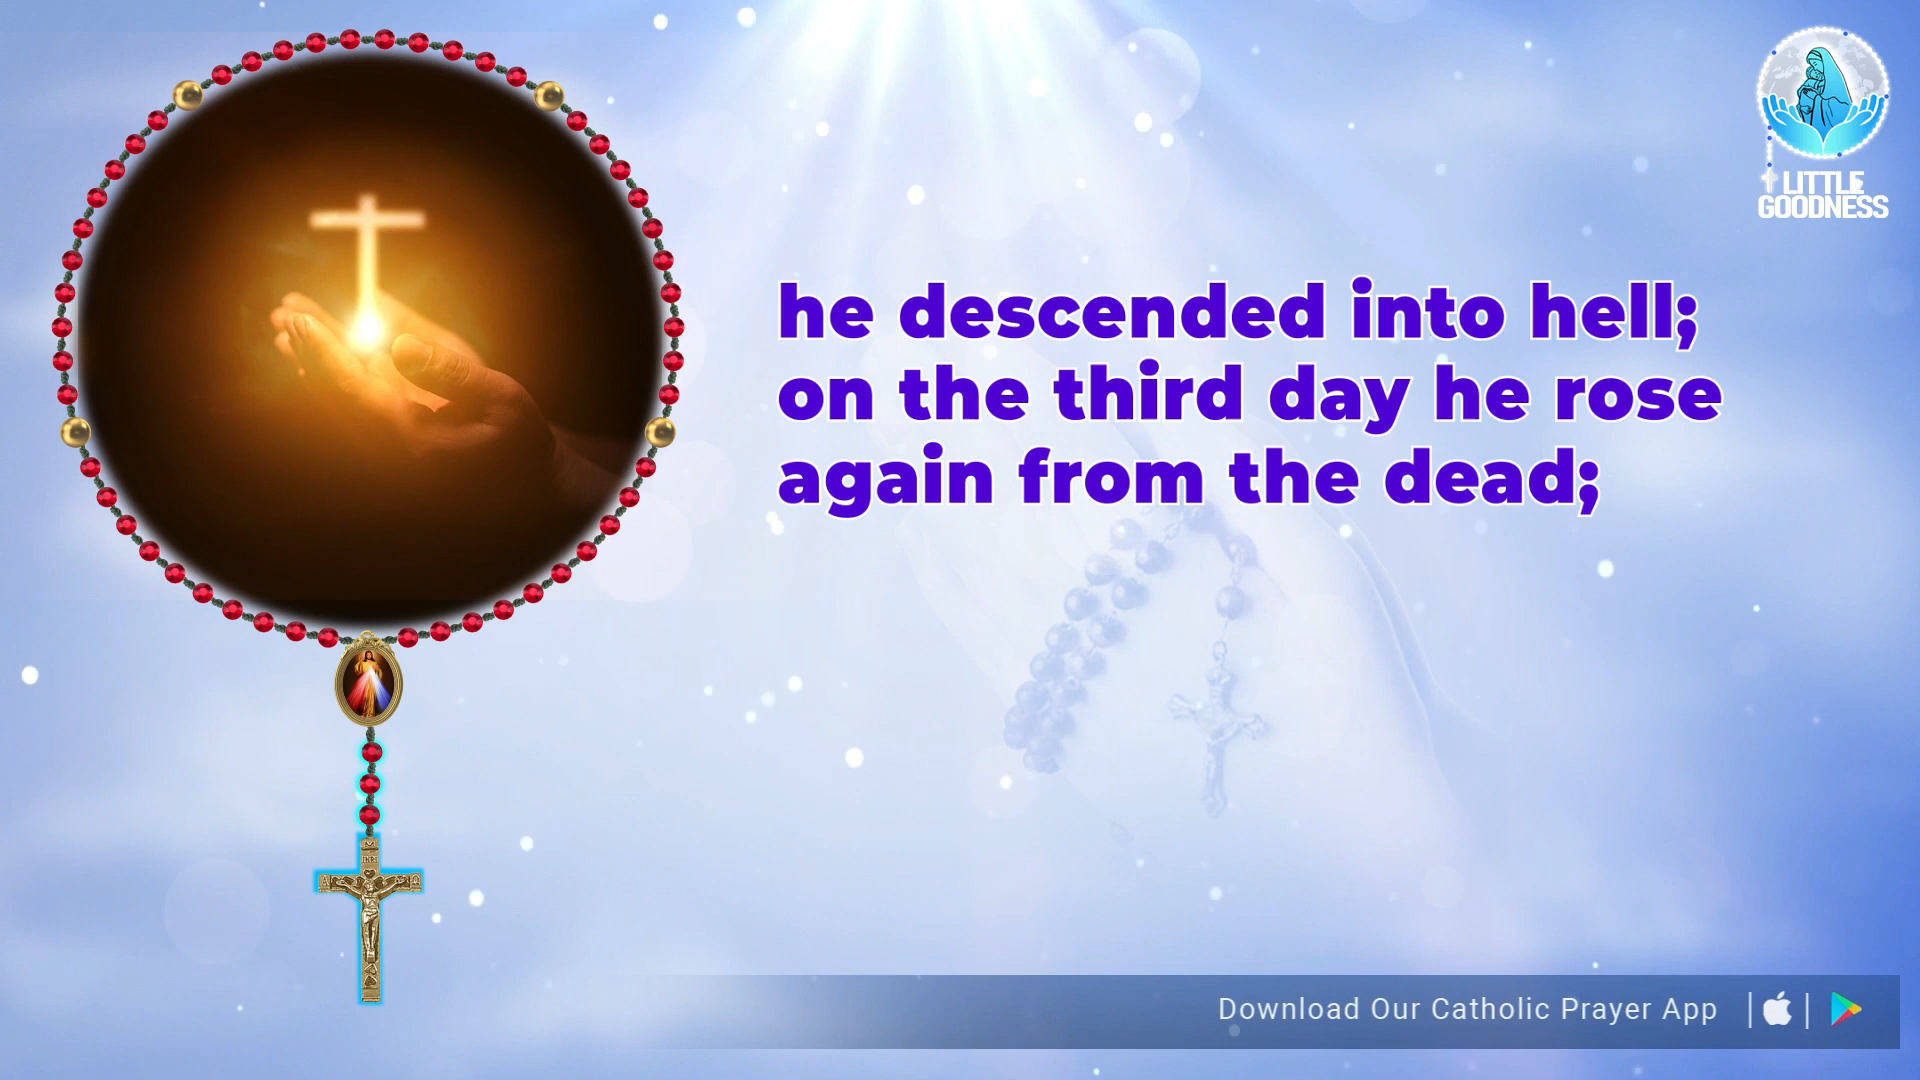 LITTLE
GOODNESS
he descended into hell;
on the third day he rose
again from the dead;
INRI
Download Our Catholic Prayer App